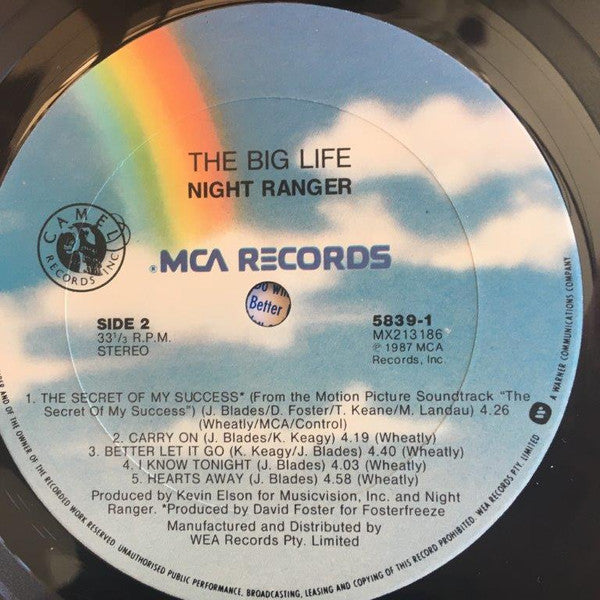 THE BIG LIFE
NIGHT RANGER
CAMEL
RECORDS INC
® MCA RECORDS
Better
SIDE 2
33 1/3 R.P.M.
STEREO
5839-1
MX213186
℗ 1987 MCA
Records, Inc.
1. THE SECRET OF MY SUCCESS* (From the Motion Picture Soundtrack "The
Secret Of My Success") (J. Blades/D. Foster/T. Keane/M. Landau) 4.26
(Wheatly/MCA/Control)
2. CARRY ON (J. Blades/K. Keagy) 4.19 (Wheatly)
3. BETTER LET IT GO (K. Keagy/J. Blades) 4.40 (Wheatly)
4. I KNOW TONIGHT (J. Blades) 4.03 (Wheatly)
5. HEARTS AWAY (J. Blades) 4.58 (Wheatly)
Produced by Kevin Elson for Musicvision, Inc. and Night
Ranger. *Produced by David Foster for Fosterfreeze
Manufactured and Distributed by
WEA Records Pty. Limited
AND OF THE OWNER OF THE RECORDED WORK RESERVED. UNAUTHORISED PUBLIC PERFORMANCE, BROADCASTING, LEASING AND COPYING OF THIS RECORD PROHIBITED. WEA RECORDS PTY. LIMITED
A WARNER COMMUNICATIONS COMPANY